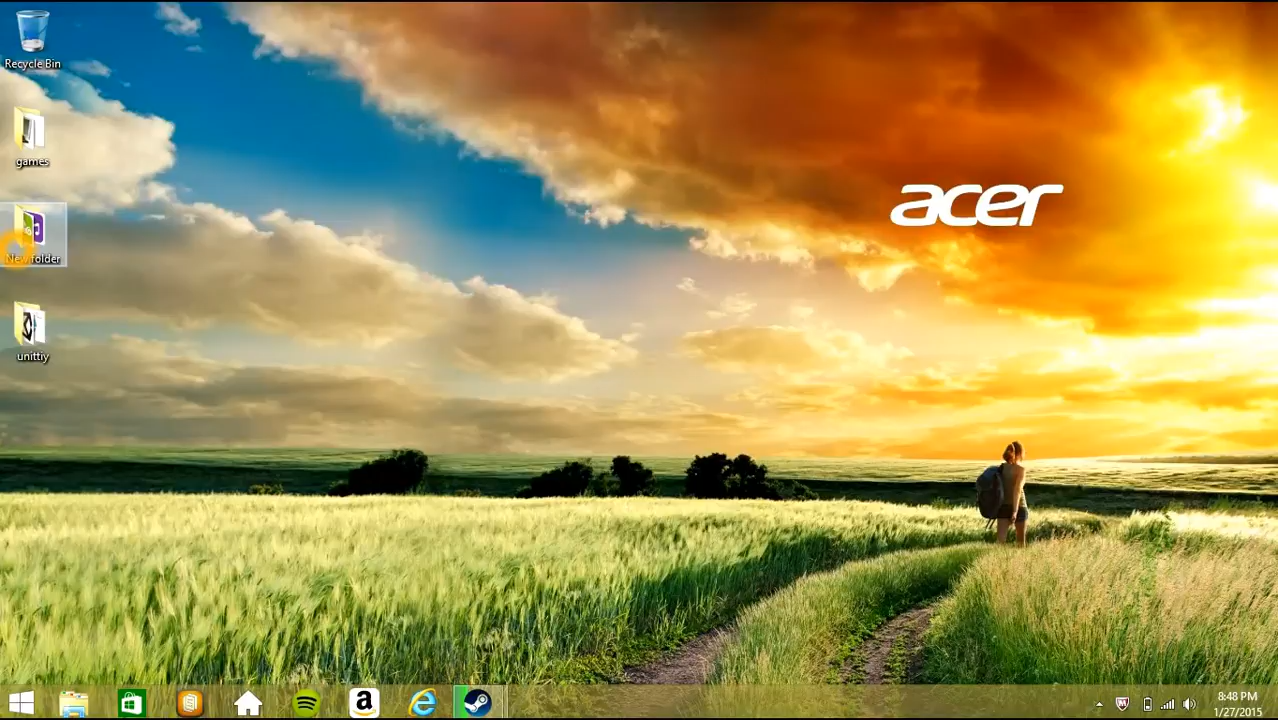 Recycle Bin
games
New folder
unittiy
acer
a
8:48 PM
1/27/2015